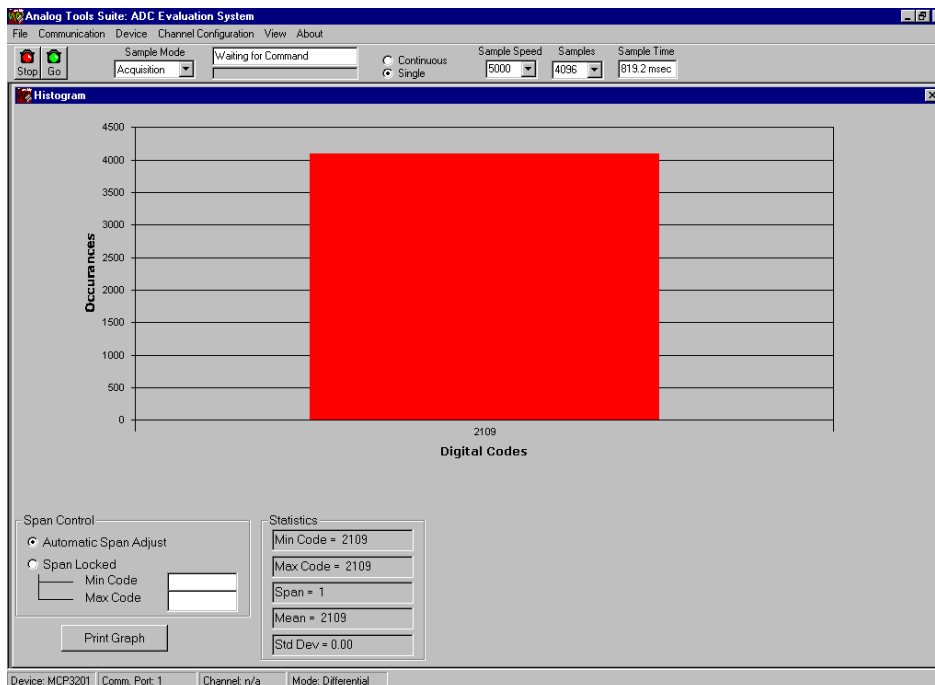 Analog Tools Suite: ADC Evaluation System
File Communication Device Channel Configuration View About
Stop Go
Sample Mode
Acquisition
Waiting for Command
Continuous
Single
Sample Speed
5000
Samples
4096
Sample Time
819.2 msec
Histogram
4500
4000
3500
3000
2500
2000
1500
1000
500
0
Occurances
2109
Digital Codes
Span Control
Automatic Span Adjust
Span Locked
Min Code
Max Code
Print Graph
Statistics
Min Code = 2109
Max Code = 2109
Span = 1
Mean = 2109
Std Dev = 0.00
Device: MCP3201 Comm. Port: 1 Channel: n/a Mode: Differential